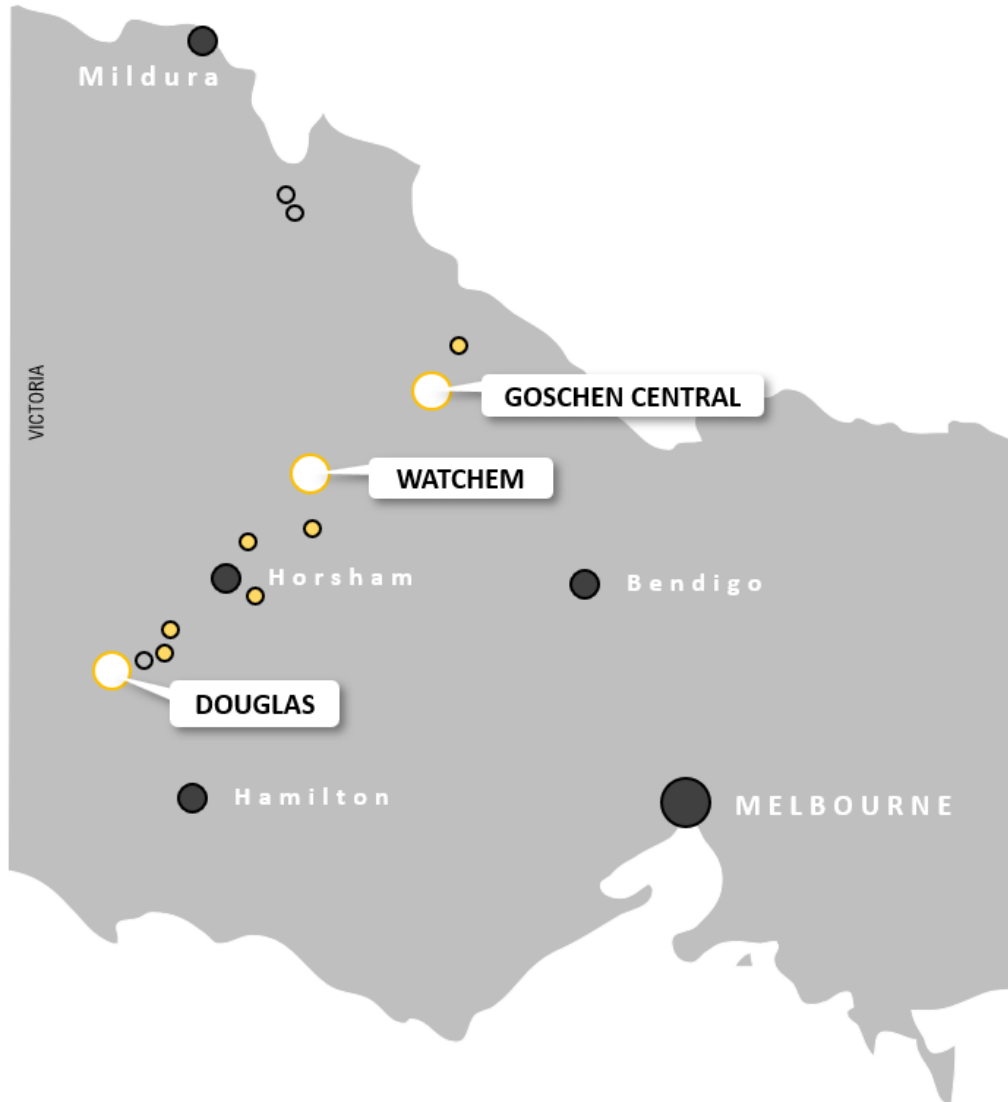 Mildura
VICTORIA
GOSCHEN CENTRAL
WATCHEM
Horsham
Bendigo
DOUGLAS
Hamilton
MELBOURNE